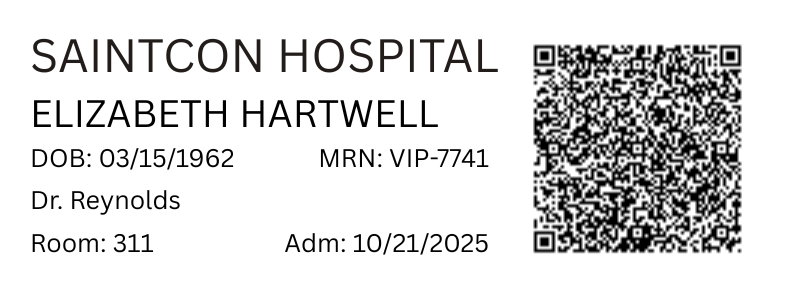 SAINTCON HOSPITAL
ELIZABETH HARTWELL
DOB: 03/15/1962 MRN: VIP-7741
Dr. Reynolds
Room: 311 Adm: 10/21/2025